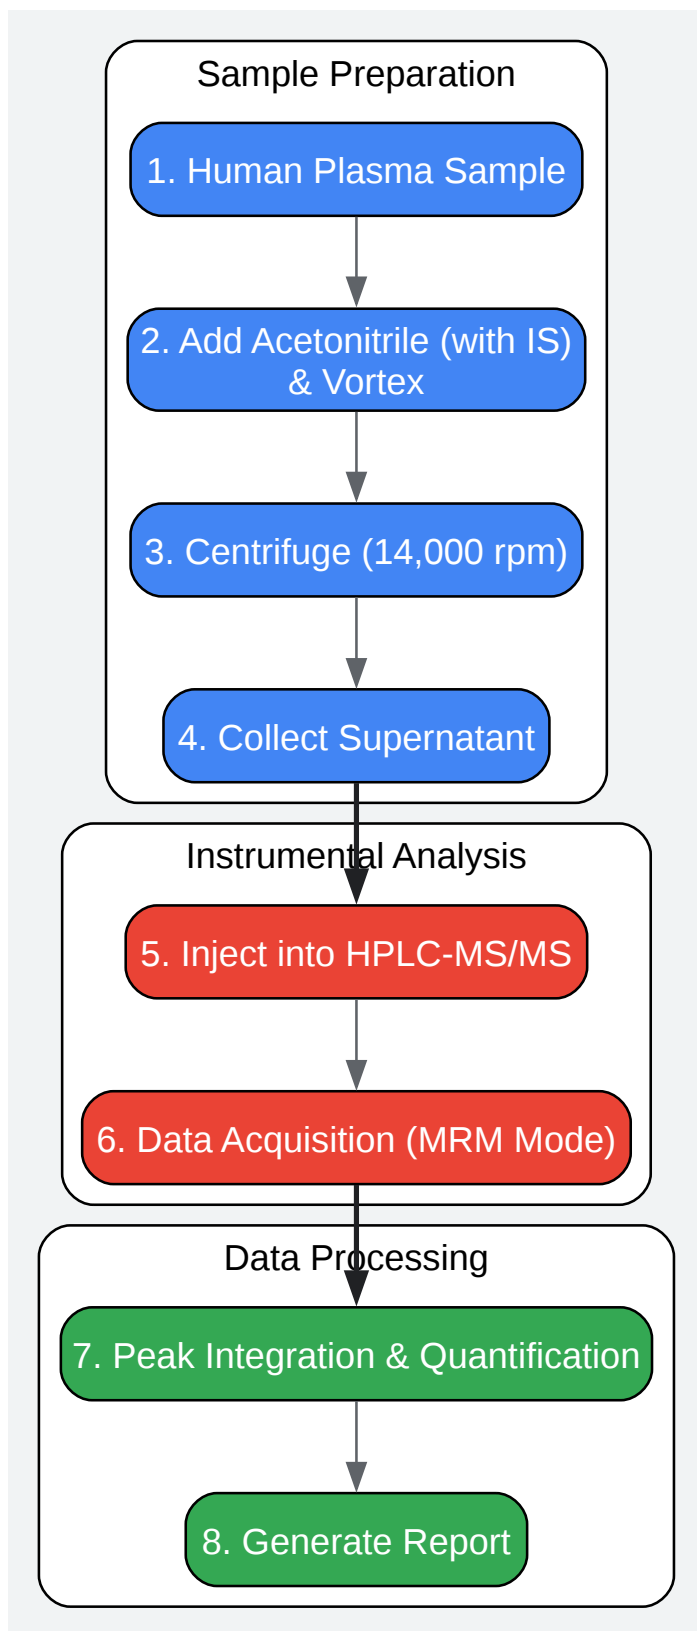 Sample Preparation
1. Human Plasma Sample
2. Add Acetonitrile (with IS)
& Vortex
3. Centrifuge (14,000 rpm)
4. Collect Supernatant
Instrumental Analysis
5. Inject into HPLC-MS/MS
6. Data Acquisition (MRM Mode)
Data Processing
7. Peak Integration & Quantification
8. Generate Report